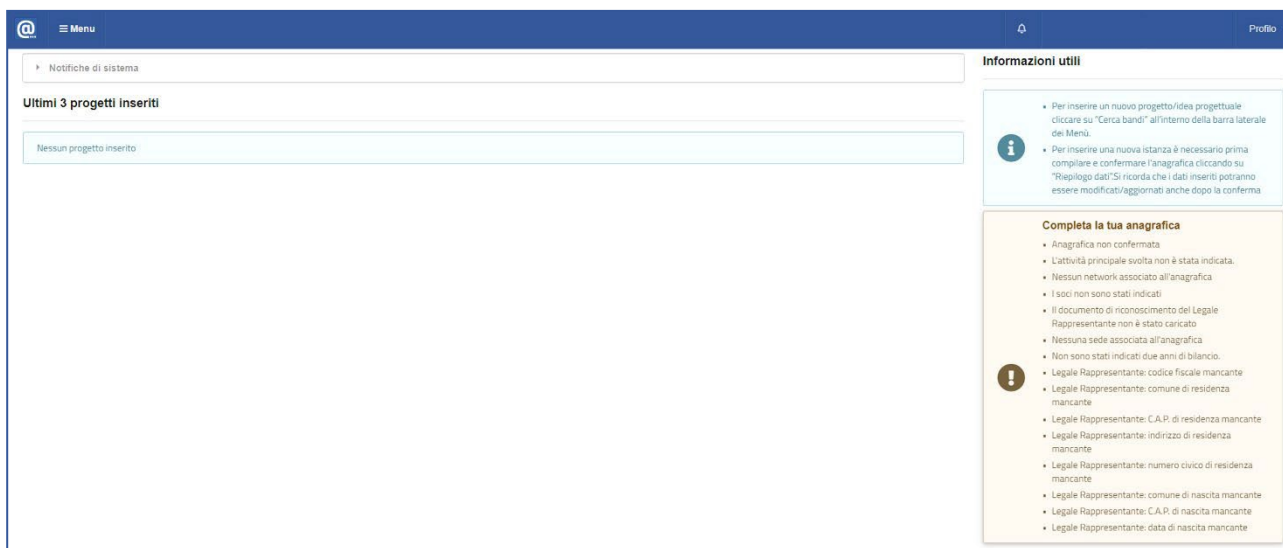 @
Menu
Profilo
Notifiche di sistema
Ultimi 3 progetti inseriti
Nessun progetto inserito
Informazioni utili
• Per inserire un nuovo progetto/idea progettuale
cliccare su "Cerca bandi" all'interno della barra laterale
dei Menù.
• Per inserire una nuova istanza è necessario prima
compilare e confermare l'anagrafica cliccando su
"Riepilogo dati".Si ricorda che i dati inseriti potranno
essere modificati/aggiornati anche dopo la conferma
Completa la tua anagrafica
• Anagrafica non confermata
• L'attività principale svolta non è stata indicata.
• Nessun network associato all'anagrafica
• I soci non sono stati indicati
• Il documento di riconoscimento del Legale
Rappresentante non è stato caricato
• Nessuna sede associata all'anagrafica
• Non sono stati indicati due anni di bilancio.
• Legale Rappresentante: codice fiscale mancante
• Legale Rappresentante: comune di residenza
mancante
• Legale Rappresentante: C.A.P. di residenza mancante
• Legale Rappresentante: indirizzo di residenza
mancante
• Legale Rappresentante: numero civico di residenza
mancante
• Legale Rappresentante: comune di nascita mancante
• Legale Rappresentante: C.A.P. di nascita mancante
• Legale Rappresentante: data di nascita mancante